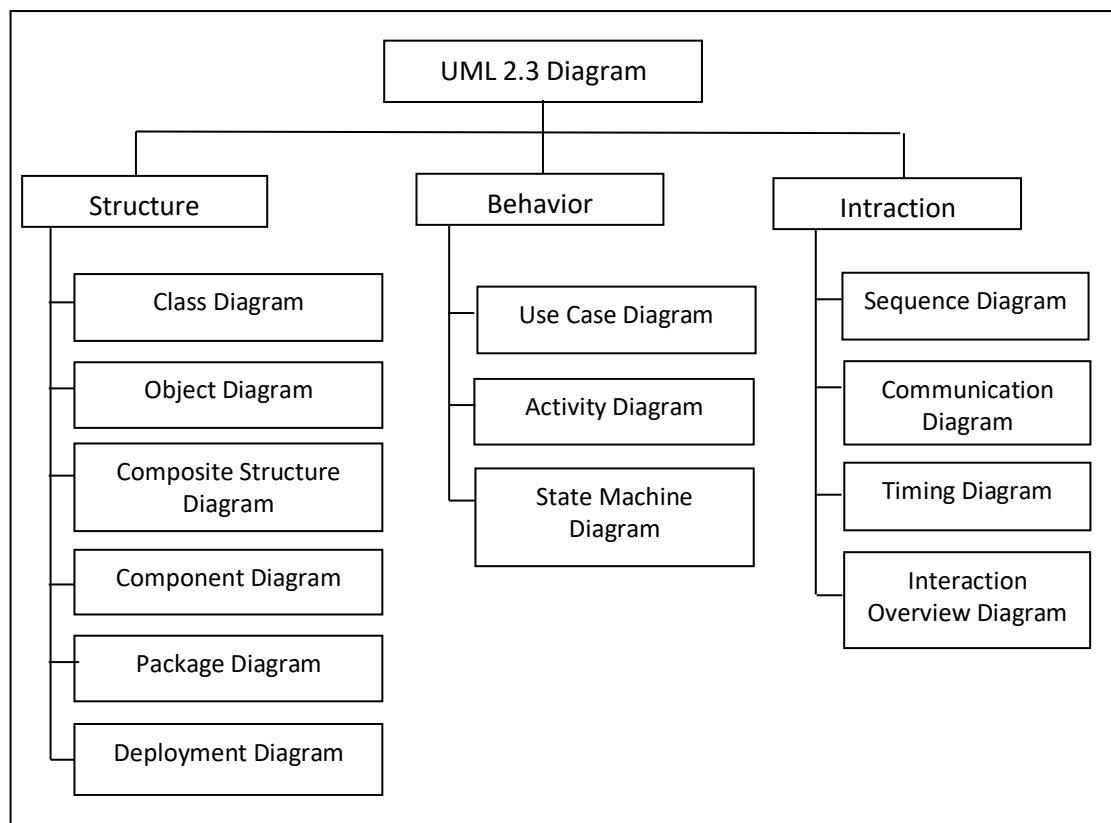 UML 2.3 Diagram
Structure
Class Diagram
Object Diagram
Composite Structure
Diagram
Component Diagram
Package Diagram
Deployment Diagram
Behavior
Use Case Diagram
Activity Diagram
State Machine
Diagram
Intraction
Sequence Diagram
Communication
Diagram
Timing Diagram
Interaction
Overview Diagram